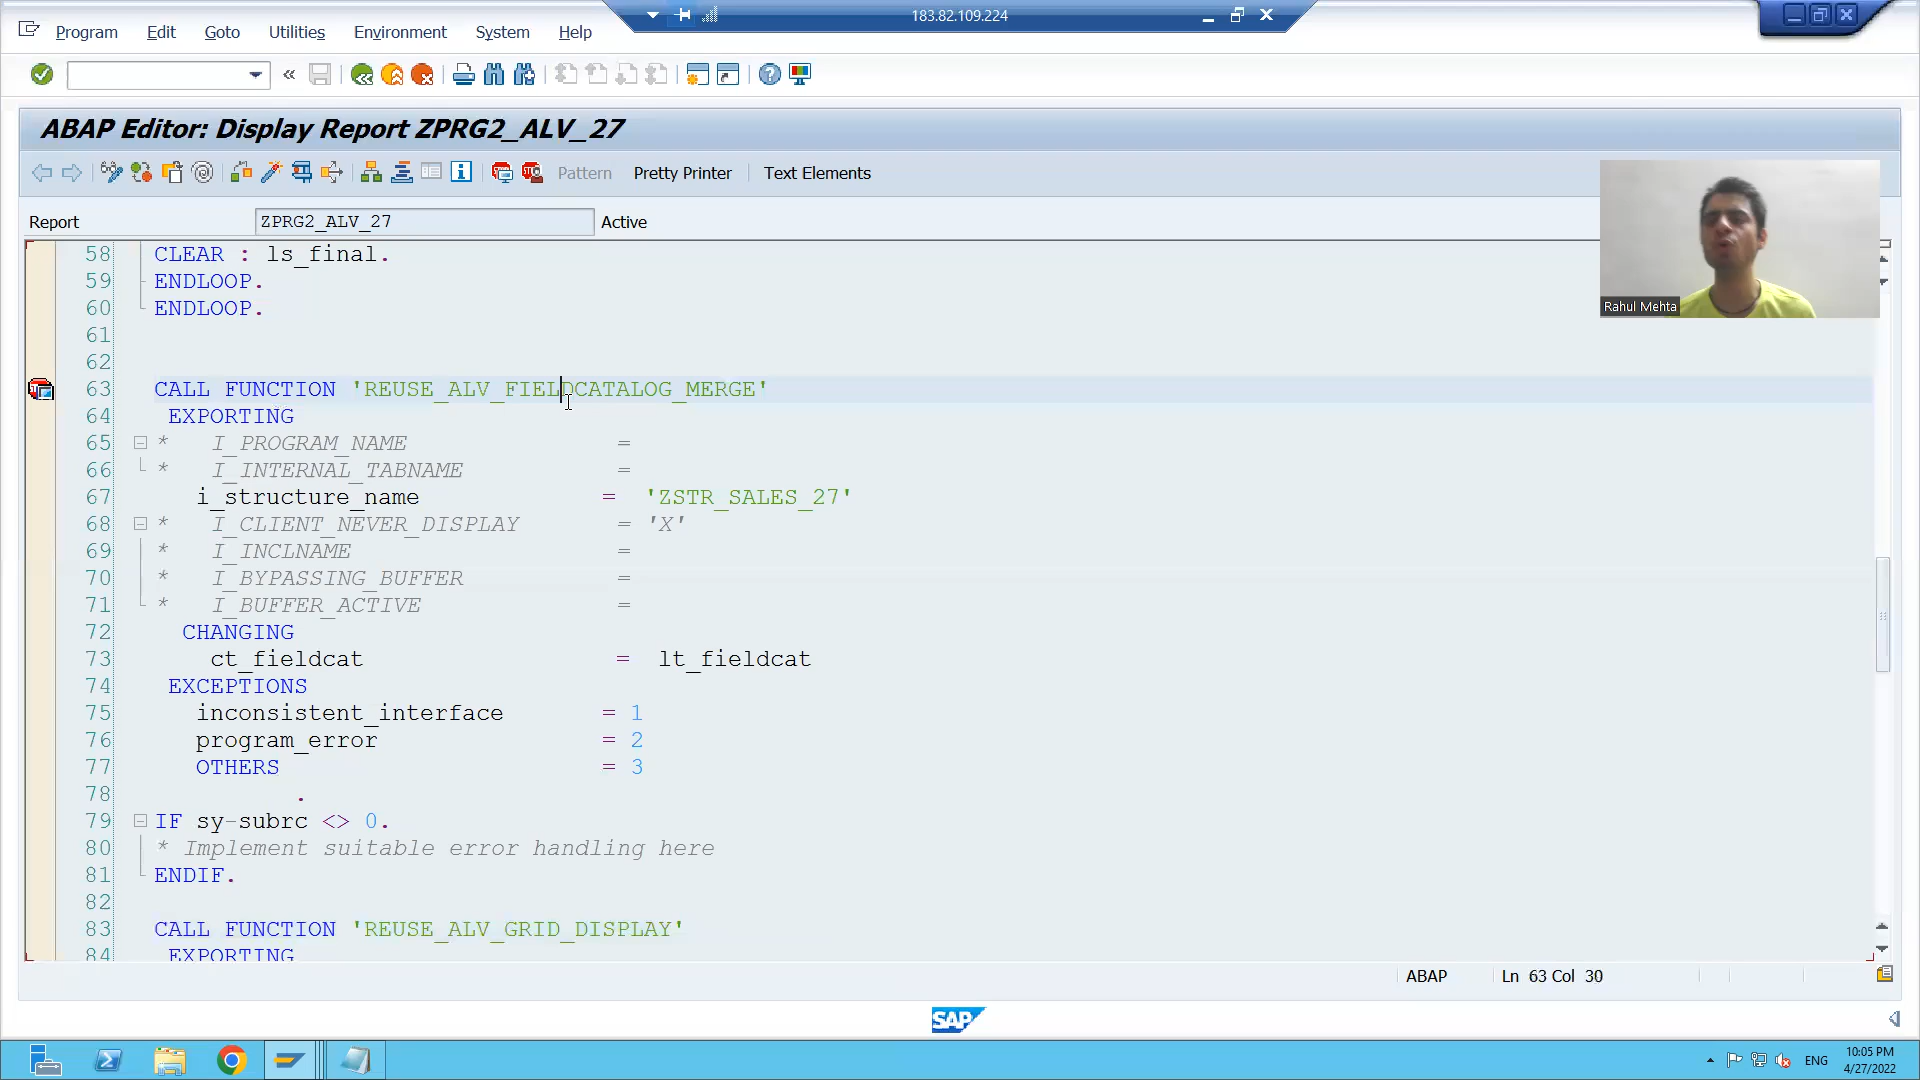 183.82.109.224
Program Edit Goto Utilities Environment System Help
ABAP Editor: Display Report ZPRG2_ALV_27
Pattern Pretty Printer Text Elements
Report ZPRG2_ALV_27 Active
Rahul Mehta
58 CLEAR : ls_final.
59 ENDLOOP.
60 ENDLOOP.
61
62
63 CALL FUNCTION 'REUSE_ALV_FIELDCATALOG_MERGE'
64 EXPORTING
65 * I_PROGRAM_NAME =
66 * I_INTERNAL_TABNAME =
67 i_structure_name = 'ZSTR_SALES_27'
68 * I_CLIENT_NEVER_DISPLAY = 'X'
69 * I_INCLNAME =
70 * I_BYPASSING_BUFFER =
71 * I_BUFFER_ACTIVE =
72 CHANGING
73 ct_fieldcat = lt_fieldcat
74 EXCEPTIONS
75 inconsistent_interface = 1
76 program_error = 2
77 OTHERS = 3
78 .
79 IF sy-subrc <> 0.
80 * Implement suitable error handling here
81 ENDIF.
82
83 CALL FUNCTION 'REUSE_ALV_GRID_DISPLAY'
84 EXPORTING
ABAP Ln 63 Col 30
SAP
ENG
10:05 PM
4/27/2022